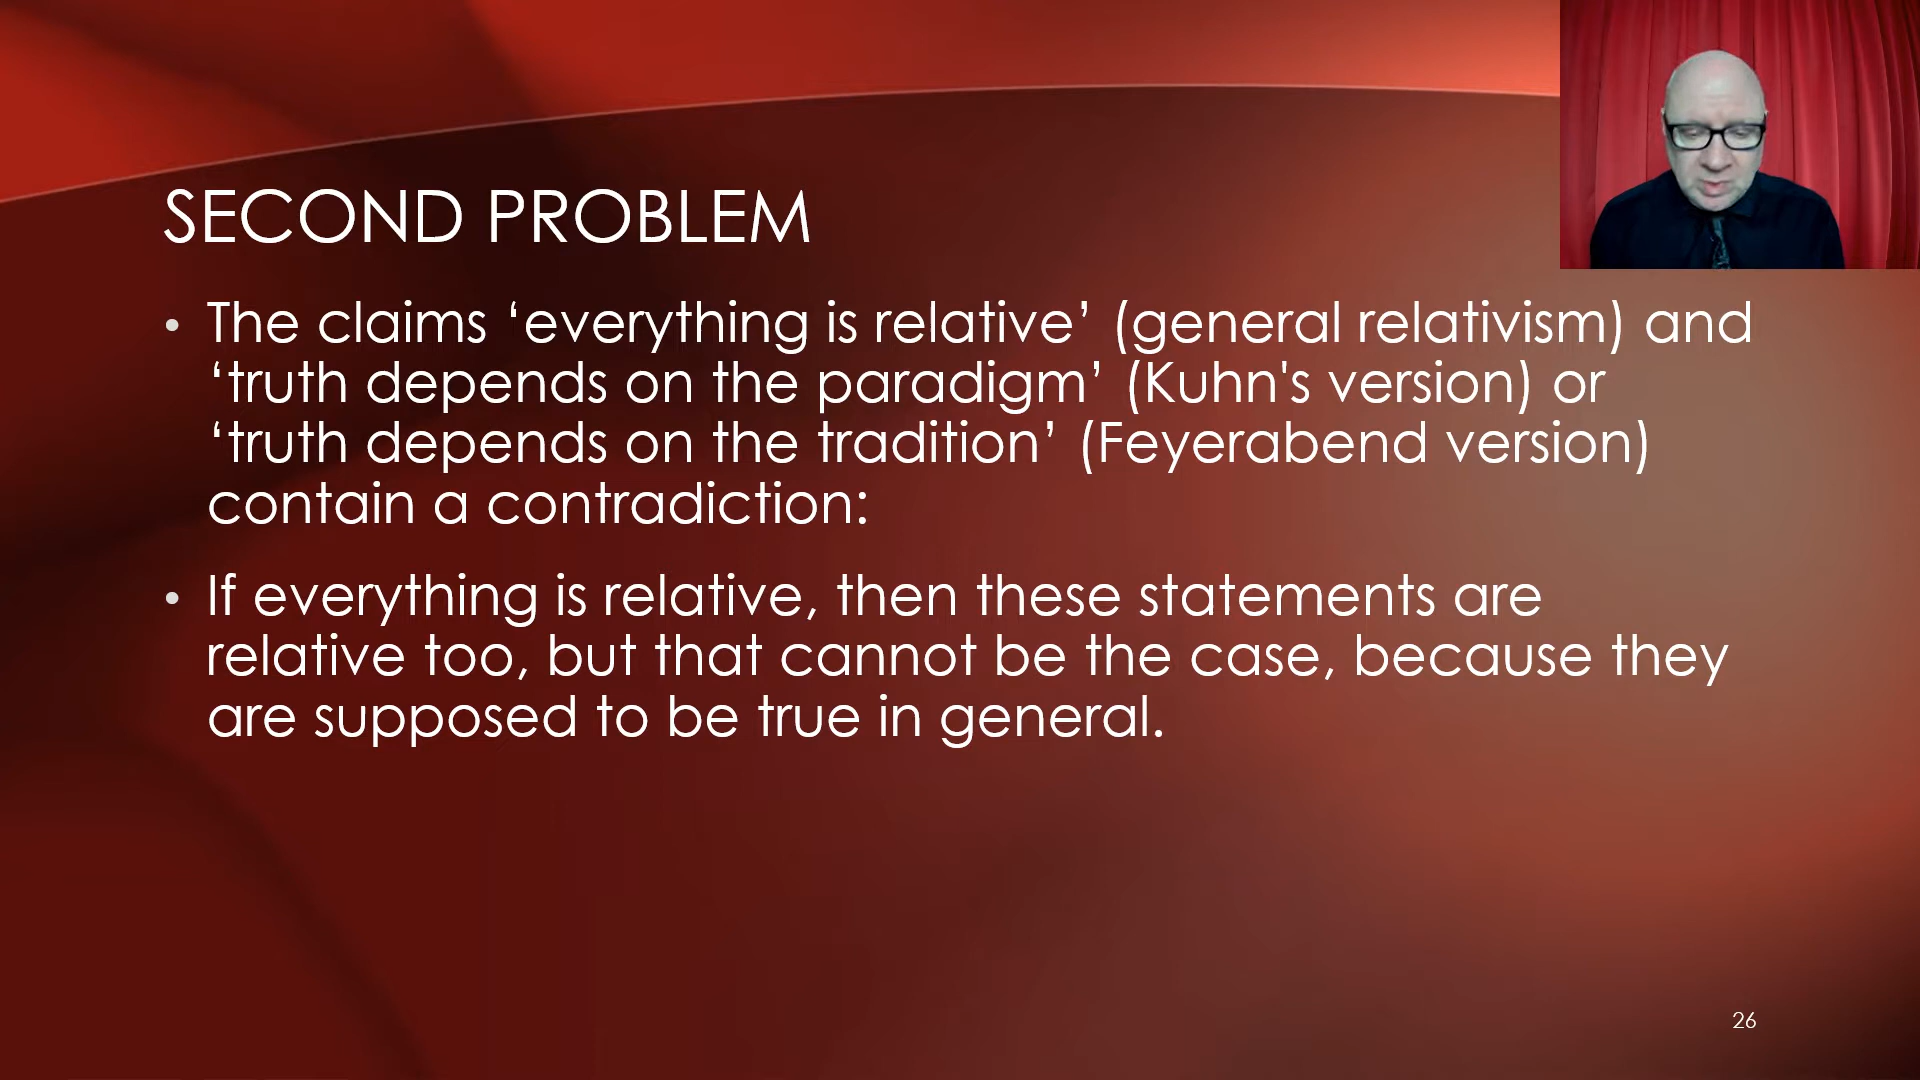 SECOND PROBLEM
• The claims ‘everything is relative’ (general relativism) and
‘truth depends on the paradigm’ (Kuhn's version) or
‘truth depends on the tradition’ (Feyerabend version)
contain a contradiction:
• If everything is relative, then these statements are
relative too, but that cannot be the case, because they
are supposed to be true in general.
26